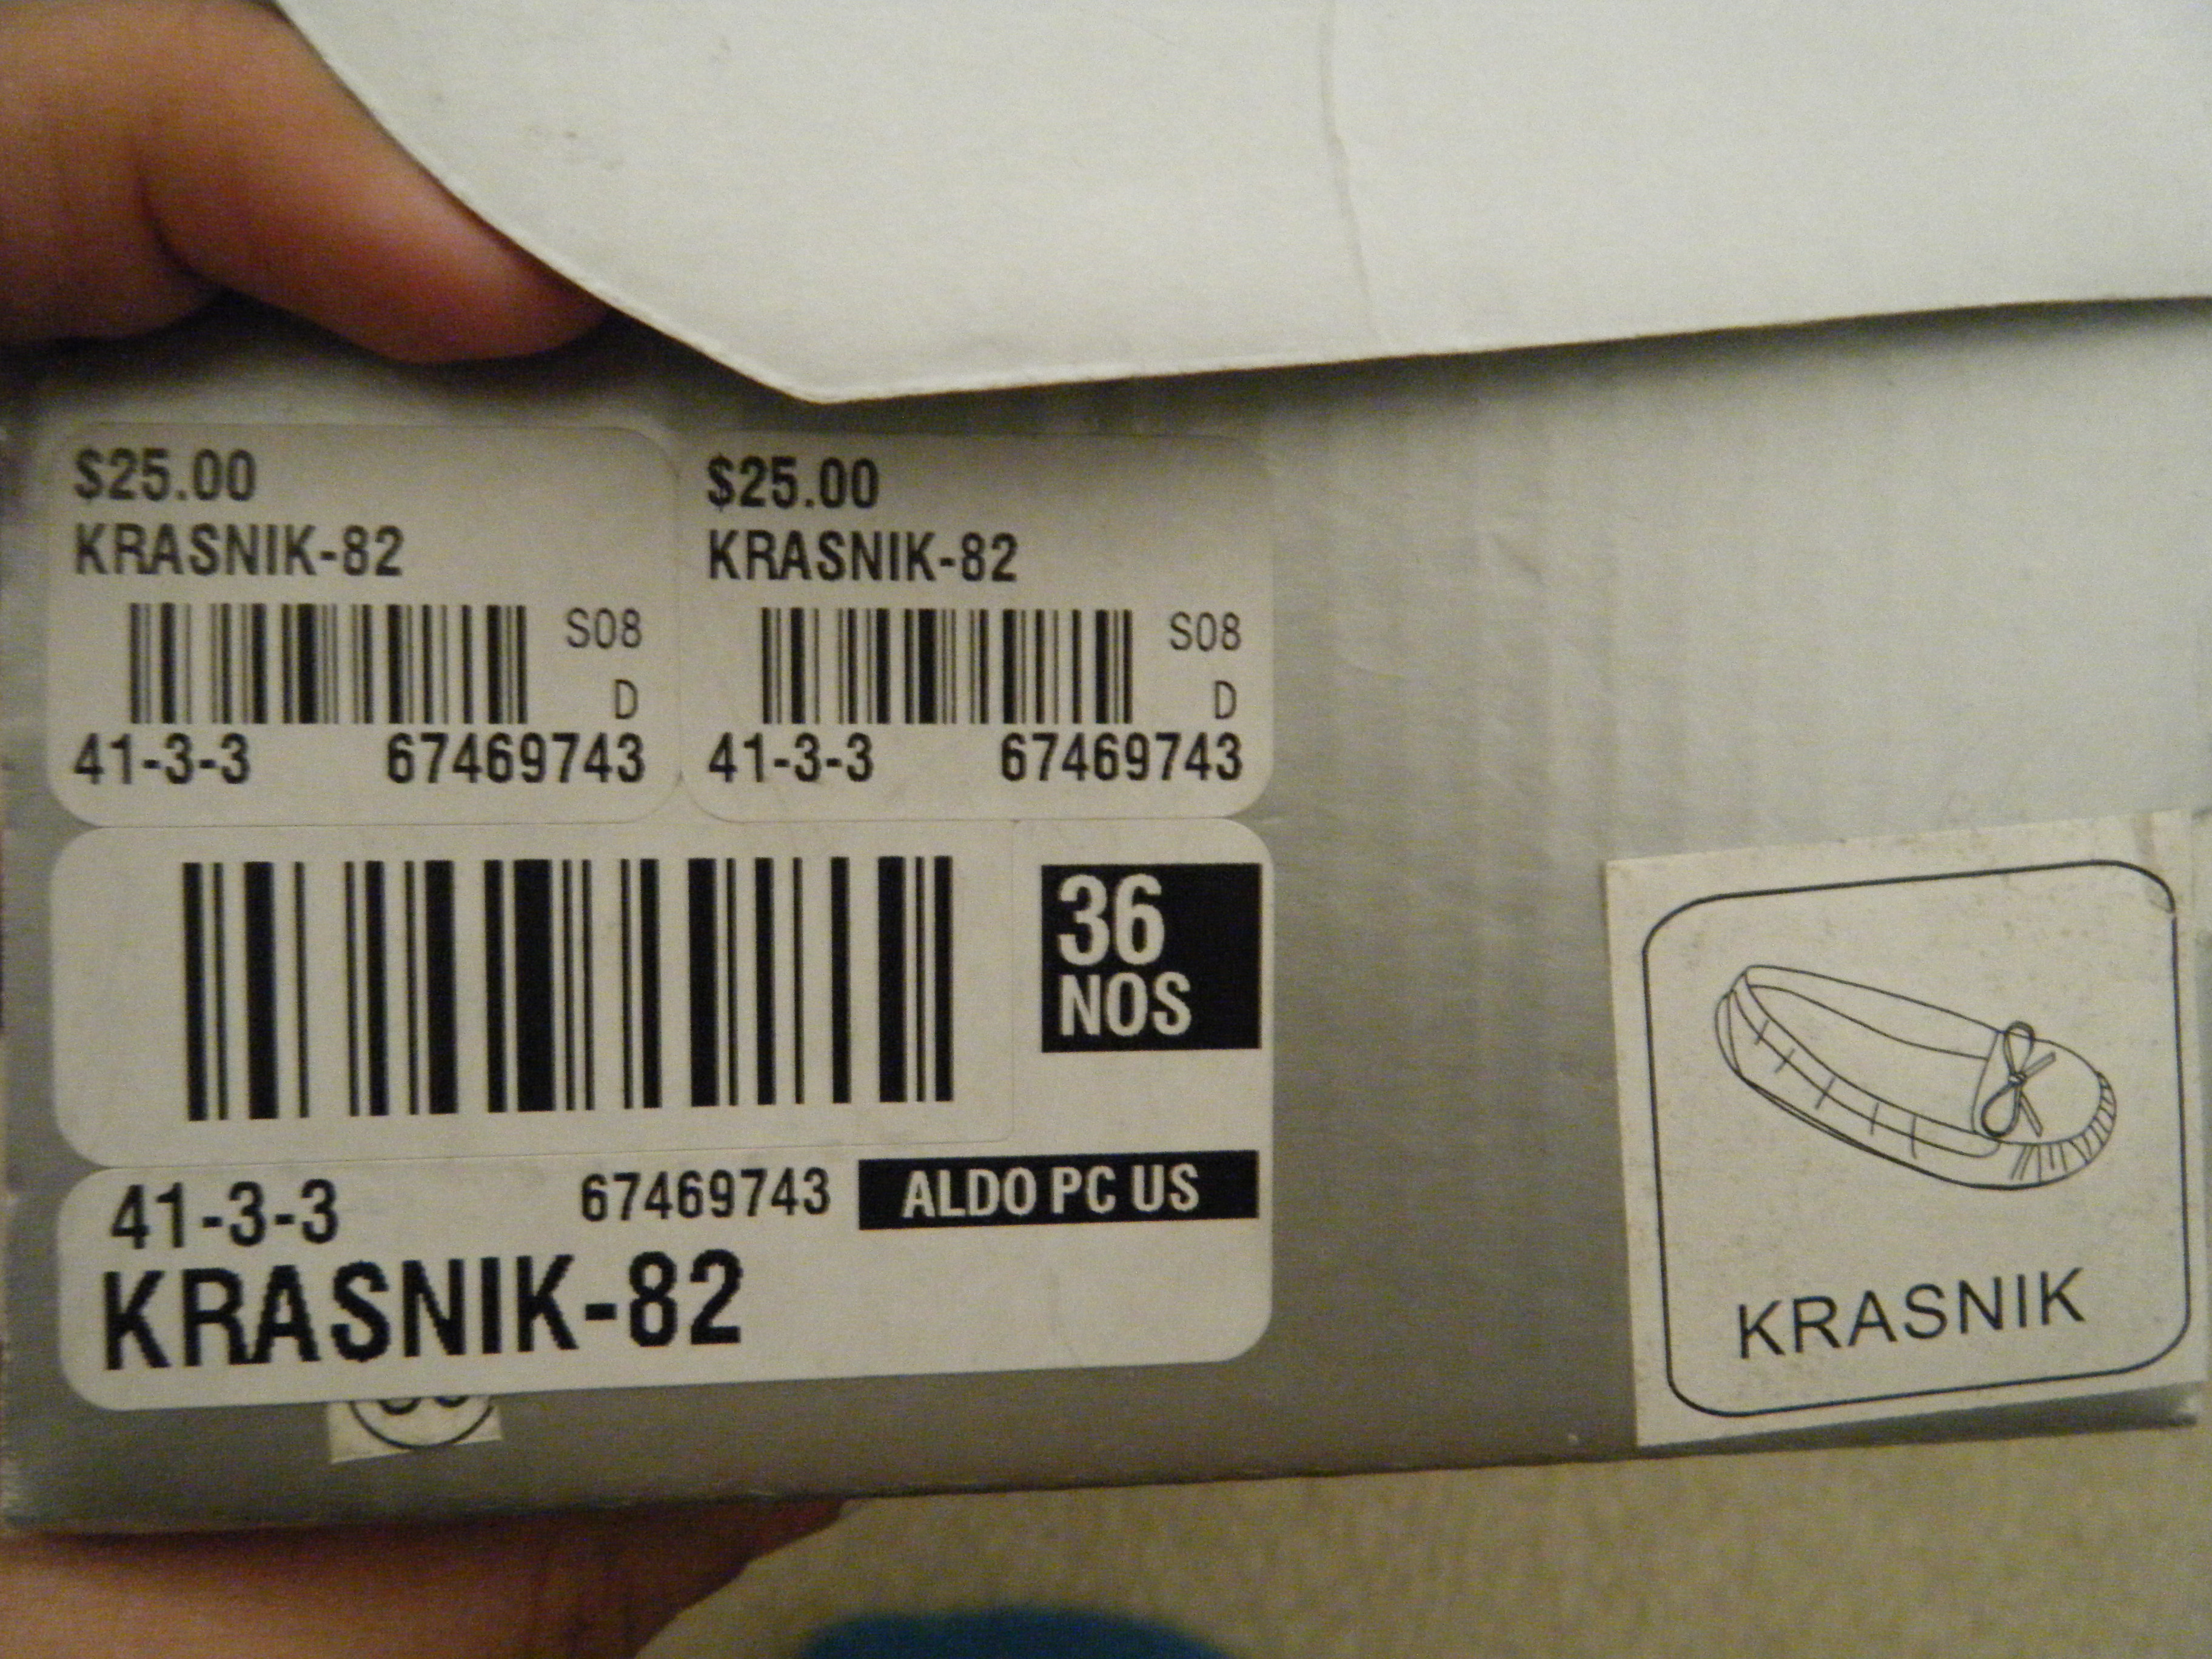 $25.00
KRASNIK-82
S08
D
41-3-3 67469743
$25.00
KRASNIK-82
S08
D
41-3-3 67469743
36
NOS
41-3-3 67469743 ALDO PC US
KRASNIK-82
KRASNIK